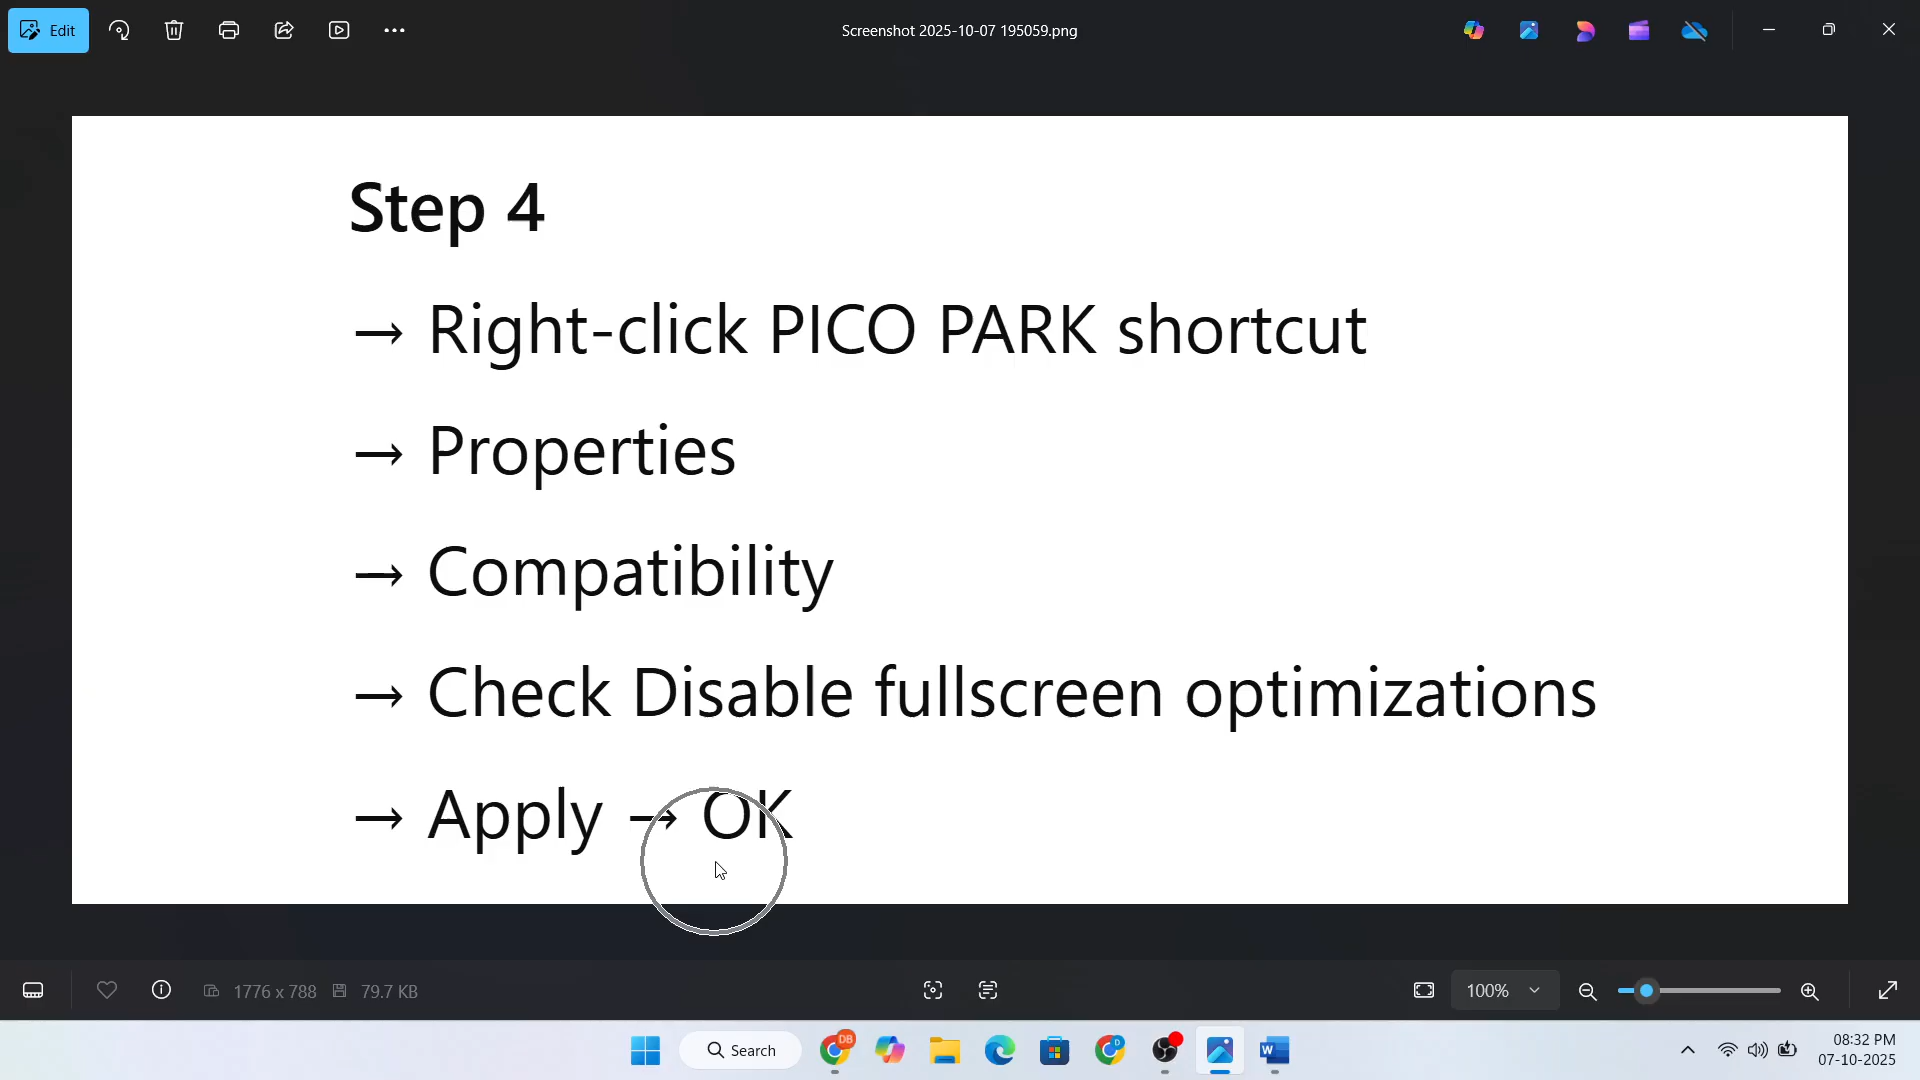 Edit
Screenshot 2025-10-07 195059.png
Step 4
→ Right-click PICO PARK shortcut
→ Properties
→ Compatibility
→ Check Disable fullscreen optimizations
→ Apply → OK
1776 x 788 79.7 KB
100%
Search
DB
D
W
08:32 PM
07-10-2025